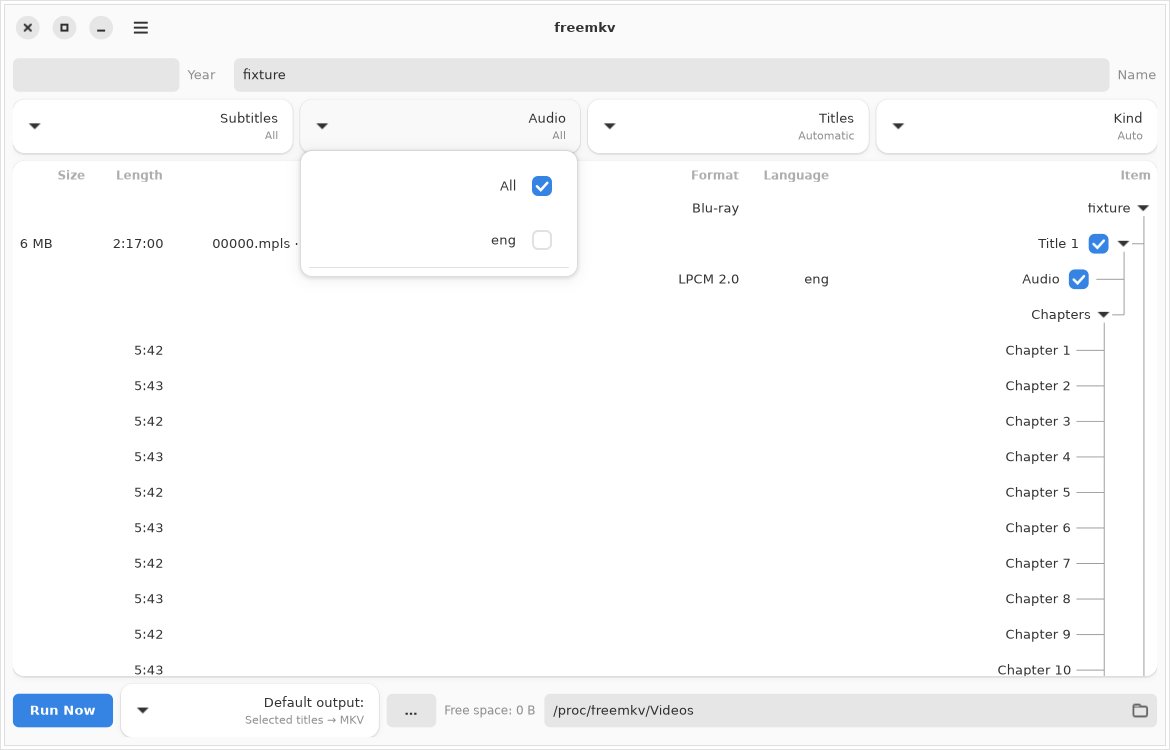 freemkv
Year fixture Name
Subtitles
All
Audio
All
Titles
Automatic
Kind
Auto
All
eng
Size Length Format Language Item
Blu-ray fixture
6 MB 2:17:00 00000.mpls · Title 1
LPCM 2.0 eng Audio
Chapters
5:42 Chapter 1
5:43 Chapter 2
5:42 Chapter 3
5:43 Chapter 4
5:42 Chapter 5
5:43 Chapter 6
5:42 Chapter 7
5:43 Chapter 8
5:42 Chapter 9
5:43 Chapter 10
Run Now
Default output:
Selected titles → MKV
...
Free space: 0 B
/proc/freemkv/Videos